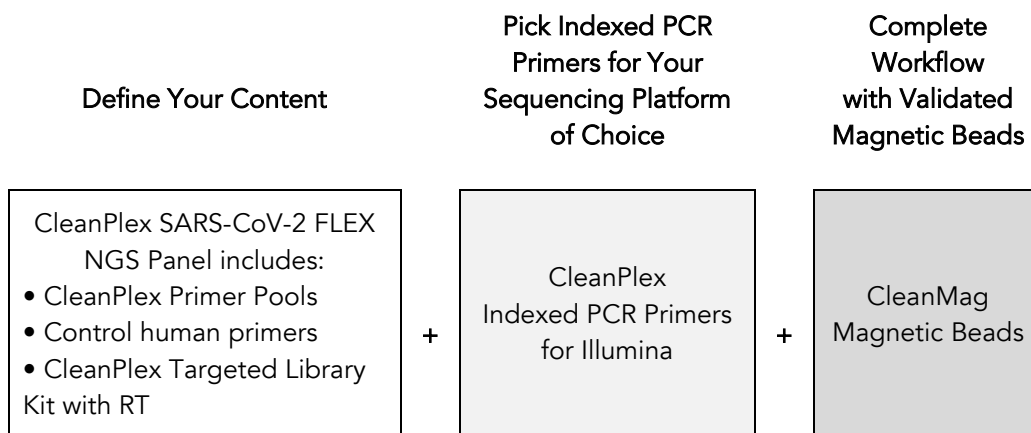 Define Your Content
Pick Indexed PCR
Primers for Your
Sequencing Platform
of Choice
Complete
Workflow
with Validated
Magnetic Beads
CleanPlex SARS-CoV-2 FLEX
NGS Panel includes:
• CleanPlex Primer Pools
• Control human primers
• CleanPlex Targeted Library
Kit with RT
+
CleanPlex
Indexed PCR Primers
for Illumina
+
CleanMag
Magnetic Beads